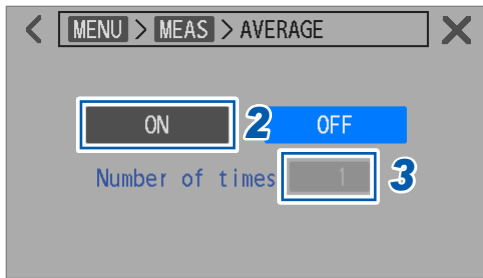 MENU > MEAS > AVERAGE
ON 2 OFF
Number of times 1 3